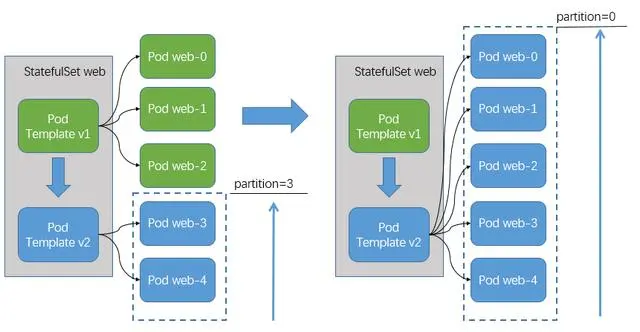 StatefulSet web
Pod
Template v1
Pod
Template v2
Pod web-0
Pod web-1
Pod web-2
partition=3
Pod web-3
Pod web-4
partition=0
StatefulSet web
Pod
Template v1
Pod
Template v2
Pod web-0
Pod web-1
Pod web-2
Pod web-3
Pod web-4